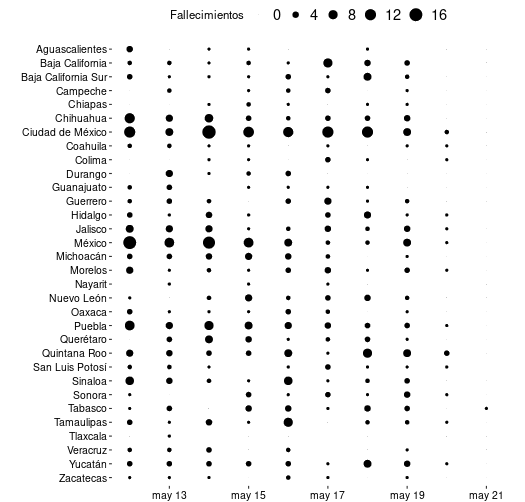 Fallecimientos 0 4 8 12 16
Aguascalientes
Baja California
Baja California Sur
Campeche
Chiapas
Chihuahua
Ciudad de México
Coahuila
Colima
Durango
Guanajuato
Guerrero
Hidalgo
Jalisco
México
Michoacán
Morelos
Nayarit
Nuevo León
Oaxaca
Puebla
Querétaro
Quintana Roo
San Luis Potosí
Sinaloa
Sonora
Tabasco
Tamaulipas
Tlaxcala
Veracruz
Yucatán
Zacatecas
may 13 may 15 may 17 may 19 may 21